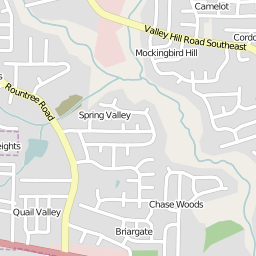 Camelot
Valley Hill Road Southeast
Cordo
Mockingbird Hill
Rountree Road
Spring Valley
eights
Chase Woods
Quail Valley
Briargate